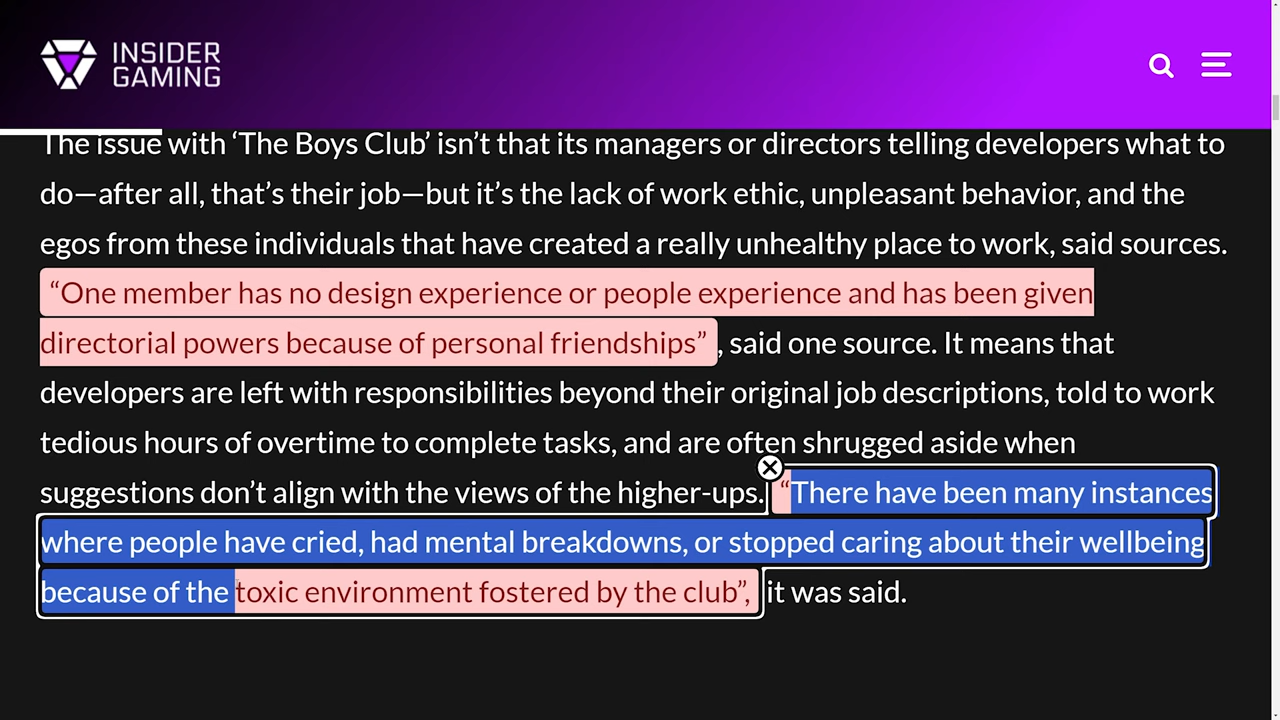 INSIDER
GAMING
The issue with ‘The Boys Club’ isn’t that its managers or directors telling developers what to
do—after all, that’s their job—but it’s the lack of work ethic, unpleasant behavior, and the
egos from these individuals that have created a really unhealthy place to work, said sources.
“One member has no design experience or people experience and has been given
directorial powers because of personal friendships” , said one source. It means that
developers are left with responsibilities beyond their original job descriptions, told to work
tedious hours of overtime to complete tasks, and are often shrugged aside when
suggestions don’t align with the views of the higher-ups. “There have been many instances
where people have cried, had mental breakdowns, or stopped caring about their wellbeing
because of the toxic environment fostered by the club”, it was said.